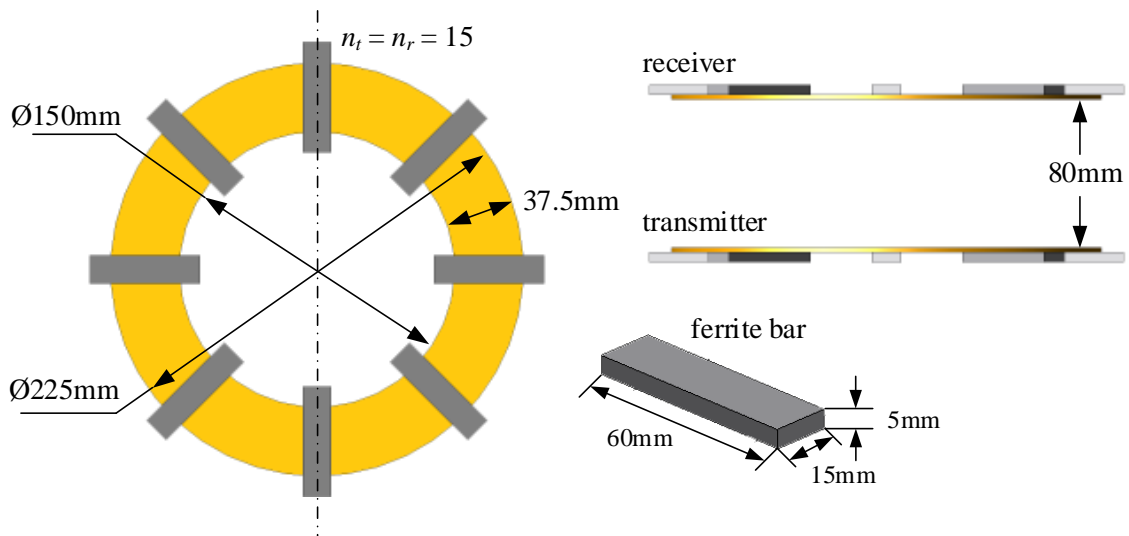 n_t = n_r = 15
Ø150mm
37.5mm
Ø225mm
receiver
80mm
transmitter
ferrite bar
60mm
15mm
5mm